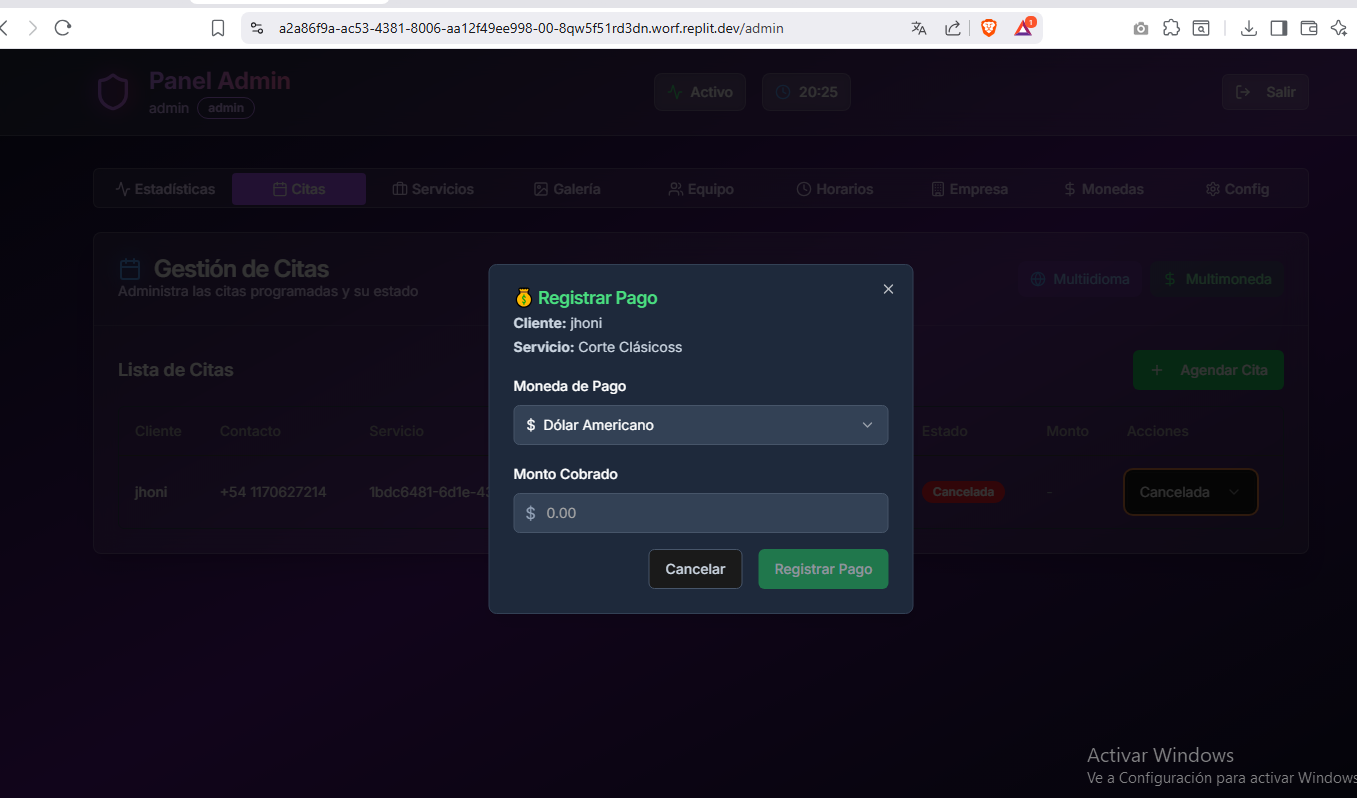 a2a86f9a-ac53-4381-8006-aa12f49ee998-00-8qw5f51rd3dn.worf.replit.dev/admin
1
Panel Admin
admin admin
Activo
20:25
Salir
Estadísticas Citas Servicios Galería Equipo Horarios Empresa $ Monedas Config
Gestión de Citas
Administra las citas programadas y su estado
Multiidioma
$ Multimoneda
Lista de Citas
+ Agendar Cita
Cliente Contacto Servicio Estado Monto Acciones
jhoni +54 1170627214 1bdc6481-6d1e-43 Cancelada - Cancelada
Registrar Pago
Cliente: jhoni
Servicio: Corte Clásicoss
Moneda de Pago
$ Dólar Americano
Monto Cobrado
$ 0.00
Cancelar Registrar Pago
Activar Windows
Ve a Configuración para activar Windows